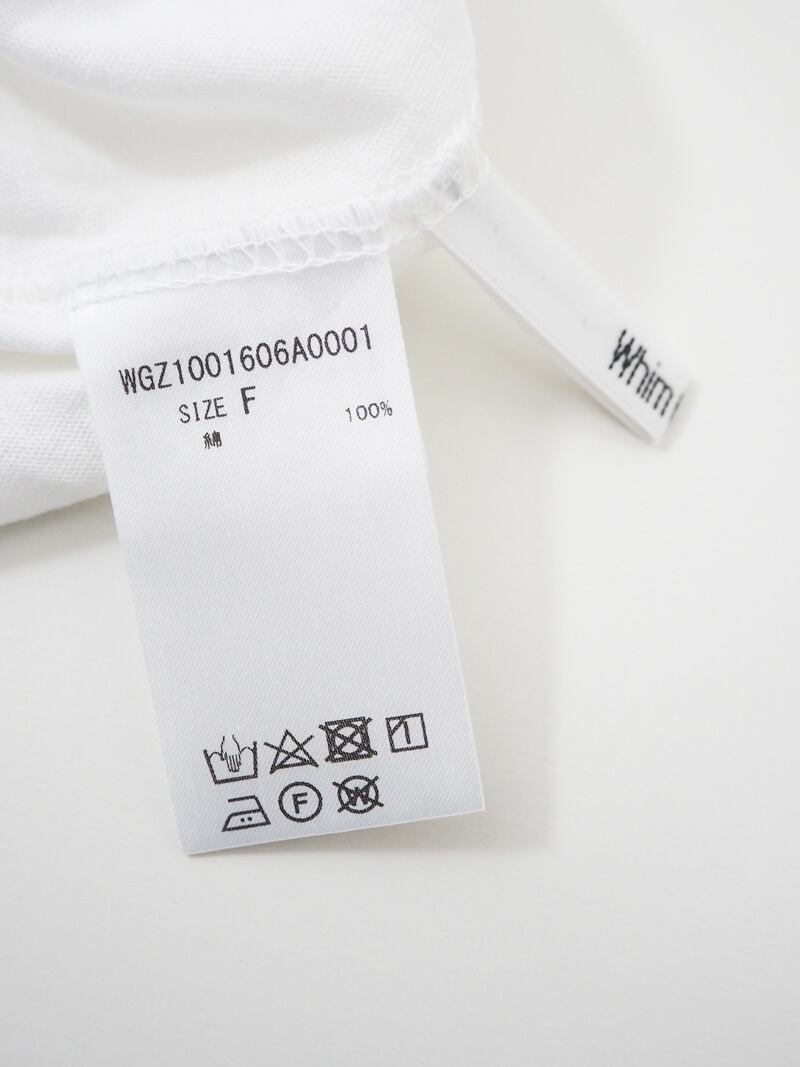 WGZ1001606A0001
SIZE F
綿 100%
F
W
Whim